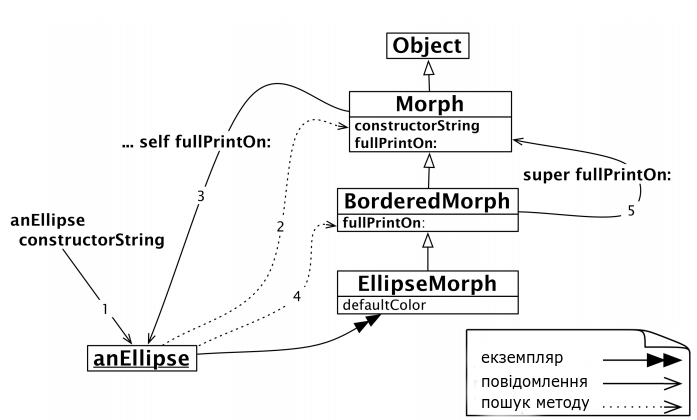 Object
Morph
constructorString
fullPrintOn:
... self fullPrintOn:
super fullPrintOn:
3
BorderedMorph
fullPrintOn:
5
2
anEllipse
constructorString
EllipseMorph
defaultColor
4
1
anEllipse
екземпляр
повідомлення
пошук методу